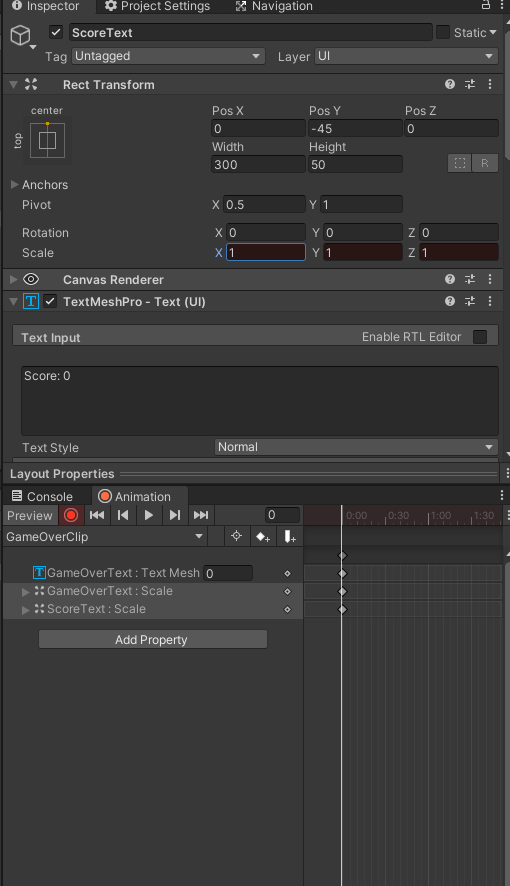 Inspector Project Settings Navigation
ScoreText Static
Tag Untagged Layer UI
Rect Transform
center
top
Pos X Pos Y Pos Z
0 -45 0
Width Height
300 50 R
Anchors
Pivot X 0.5 Y 1
Rotation X 0 Y 0 Z 0
Scale X 1 Y 1 Z 1
Canvas Renderer
TextMeshPro - Text (UI)
Text Input Enable RTL Editor
Score: 0
Text Style Normal
Layout Properties
Console Animation
Preview 0 0:00 0:30 1:00 1:30
GameOverClip
GameOverText : Text Mesh 0
GameOverText : Scale
ScoreText : Scale
Add Property